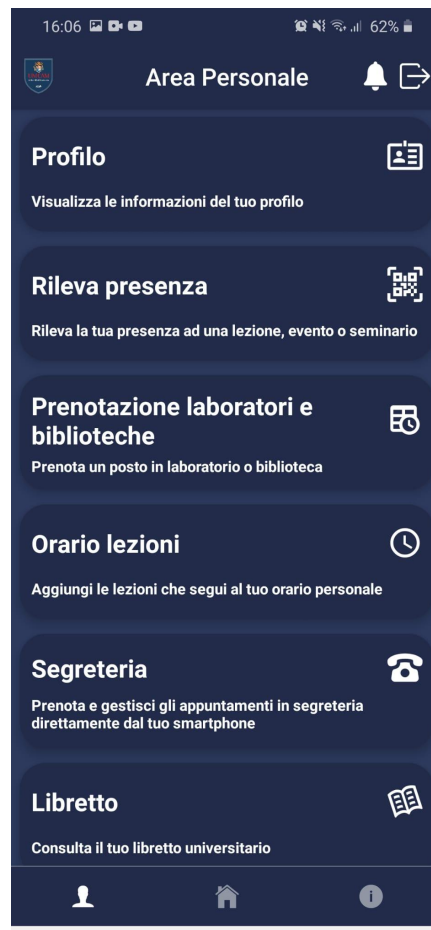 16:06 62%
Area Personale
Profilo
Visualizza le informazioni del tuo profilo
Rileva presenza
Rileva la tua presenza ad una lezione, evento o seminario
Prenotazione laboratori e
biblioteche
Prenota un posto in laboratorio o biblioteca
Orario lezioni
Aggiungi le lezioni che segui al tuo orario personale
Segreteria
Prenota e gestisci gli appuntamenti in segreteria
direttamente dal tuo smartphone
Libretto
Consulta il tuo libretto universitario